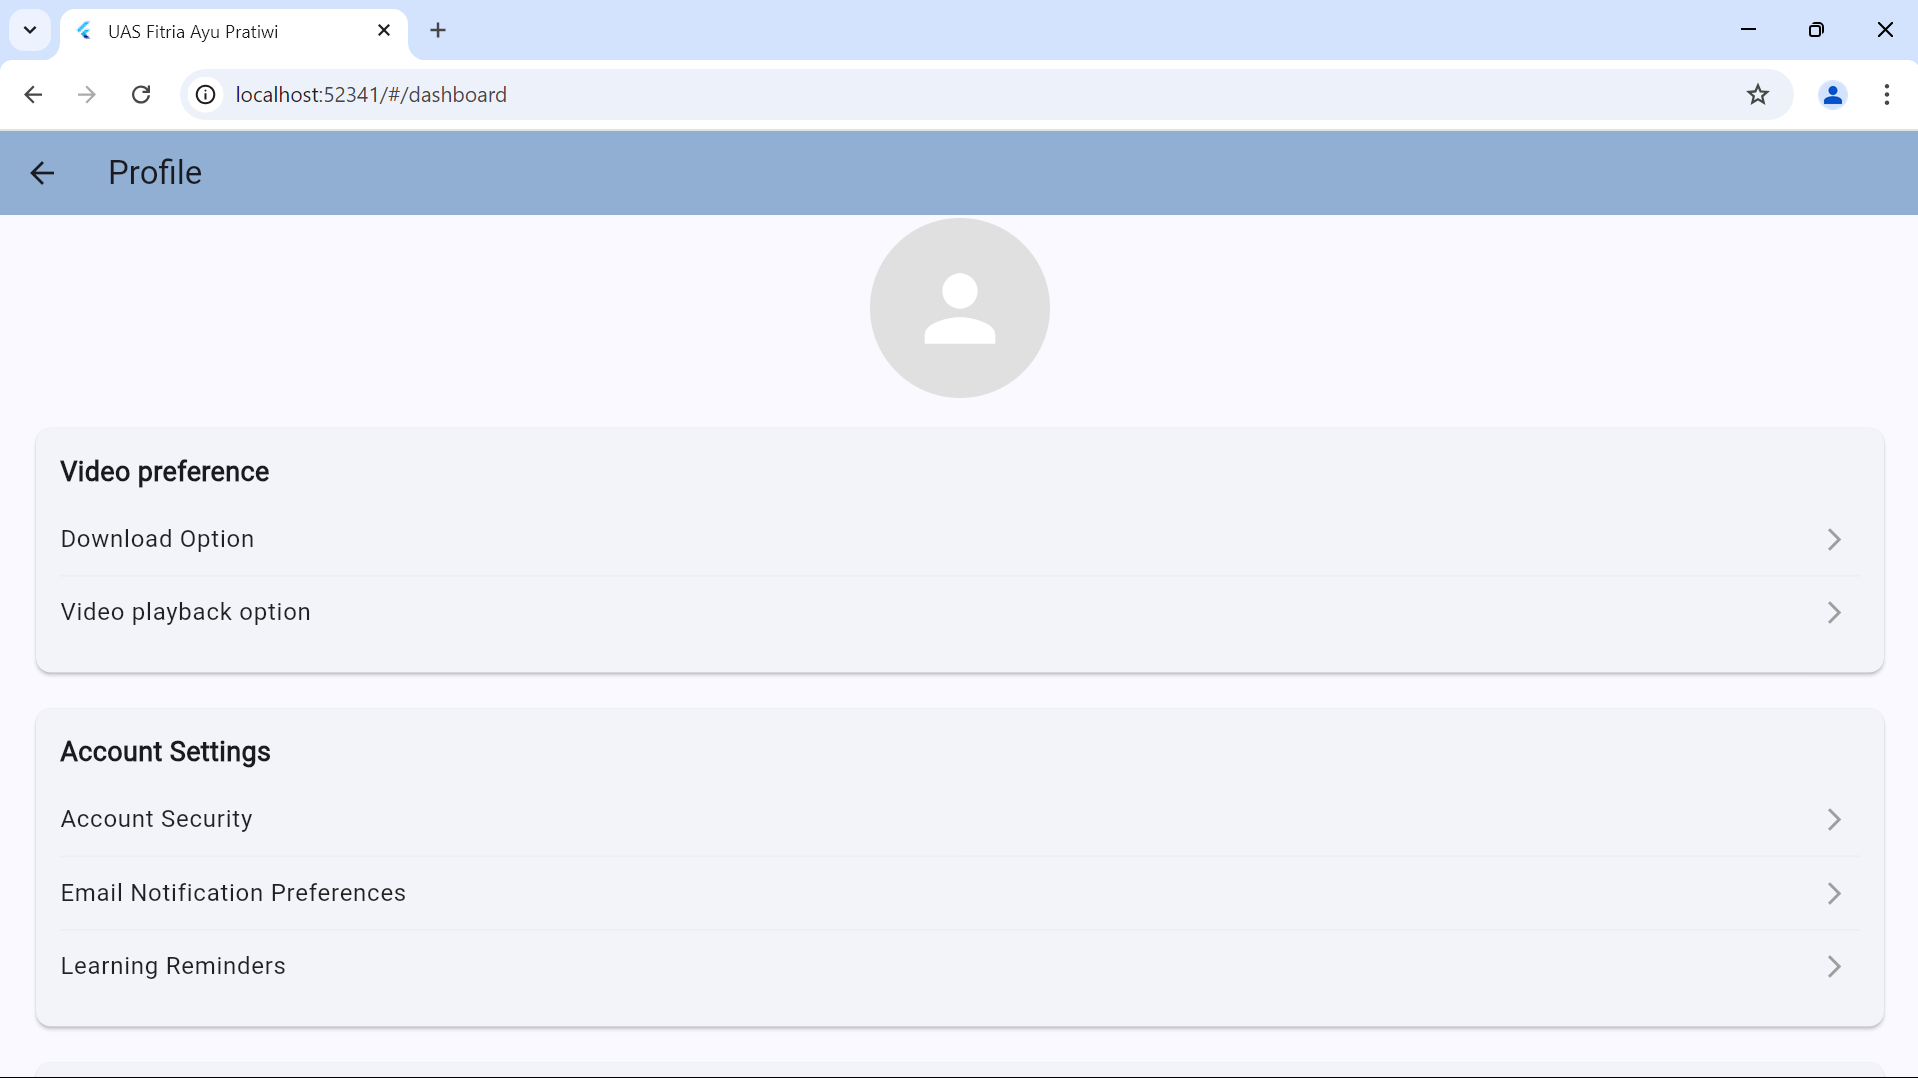 UAS Fitria Ayu Pratiwi
localhost:52341/#/dashboard
Profile
Video preference
Download Option
Video playback option
Account Settings
Account Security
Email Notification Preferences
Learning Reminders